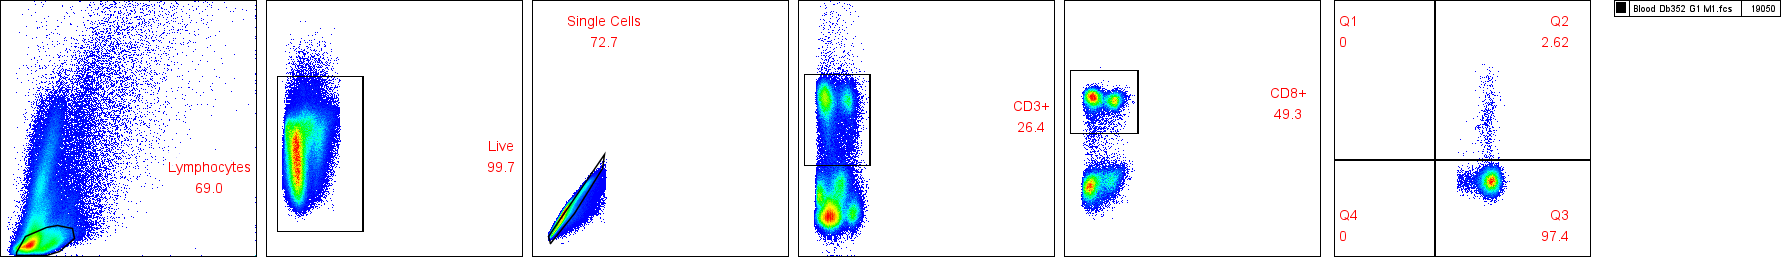 Lymphocytes
69.0
Live
99.7
Single Cells
72.7
CD3+
26.4
CD8+
49.3
Q1
0
Q2
2.62
Q4
0
Q3
97.4
Blood Db352 G1 M1.fcs 19050